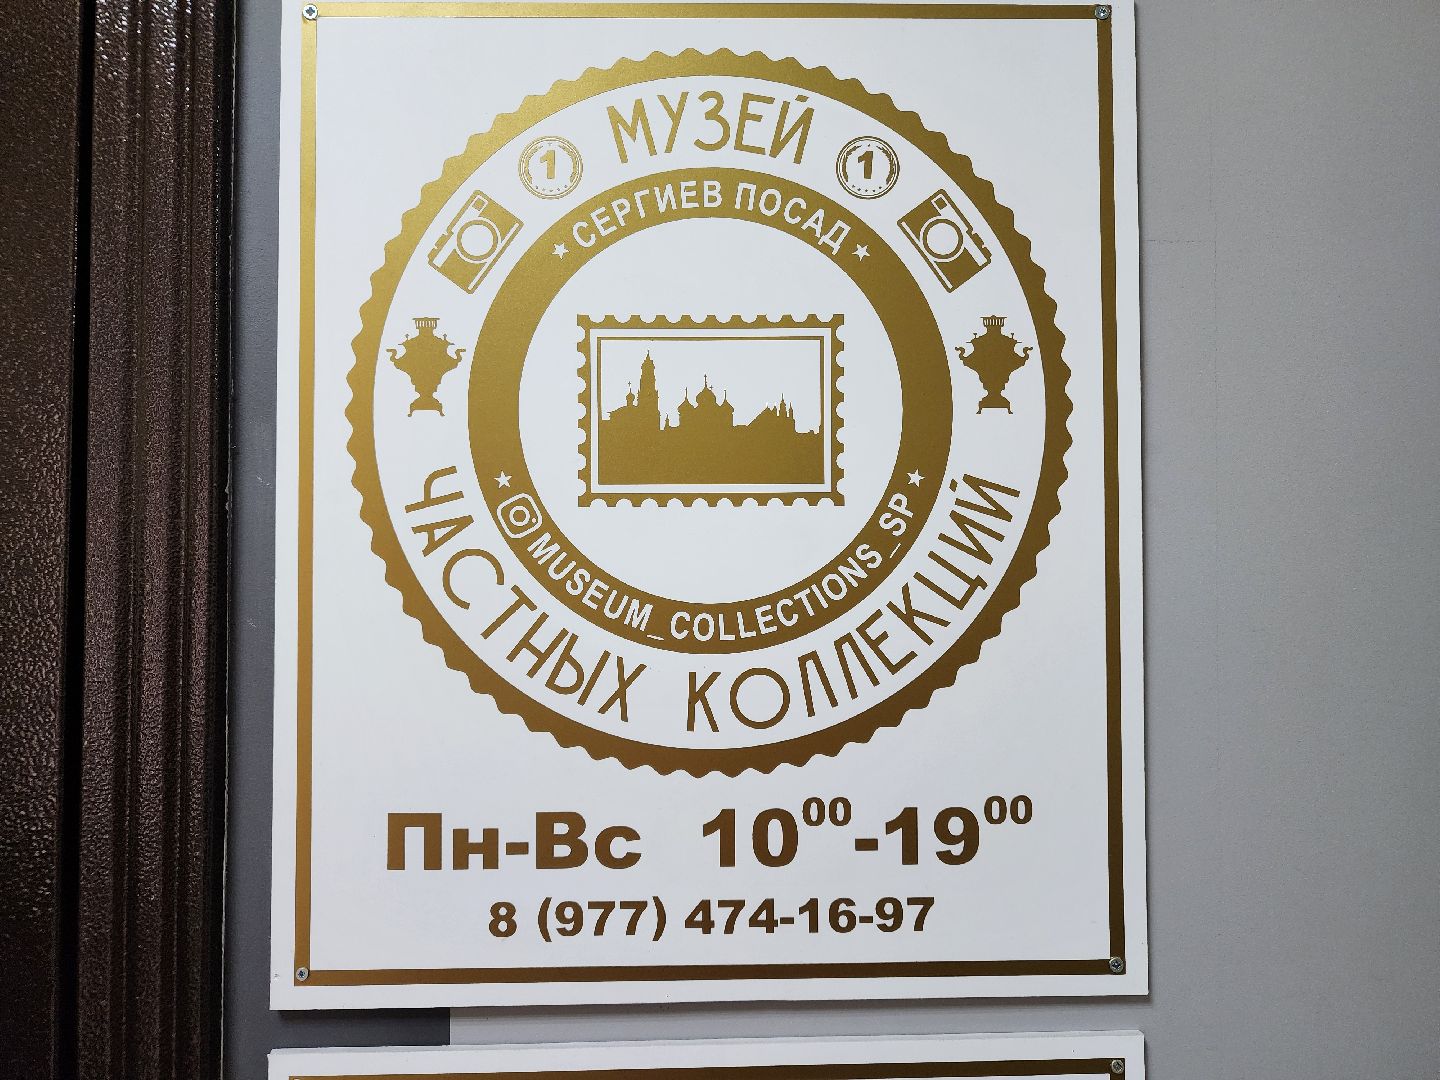 МУЗЕЙ
1 1
СЕРГИЕВ ПОСАД
MUSEUM_COLLECTIONS_SP
ЧАСТНЫХ КОЛЛЕКЦИЙ
Пн-Вс 10⁰⁰-19⁰⁰
8 (977) 474-16-97